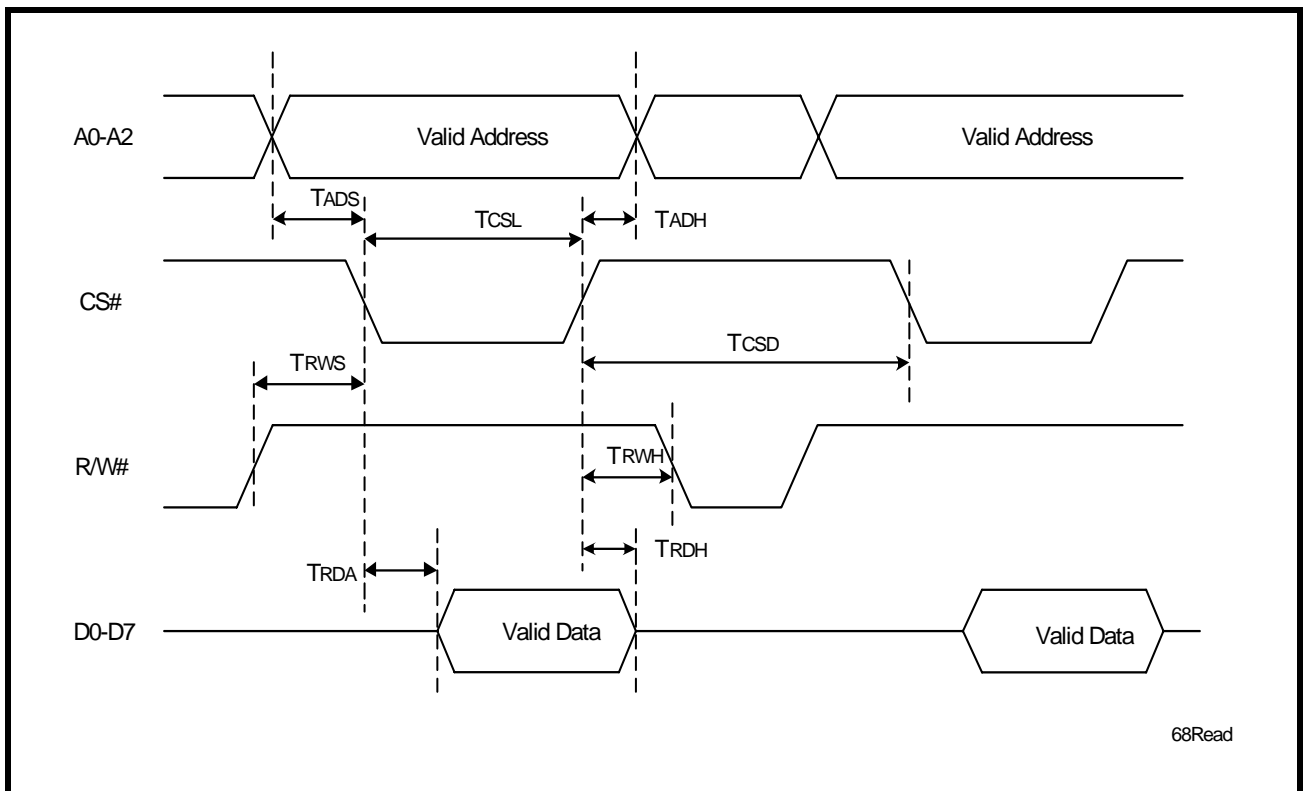 A0-A2
Valid Address
Valid Address
TADS
TCSL
TADH
CS#
TCSD
TRWS
R/W#
TRWH
TRDH
TRDA
D0-D7
Valid Data
Valid Data
68Read